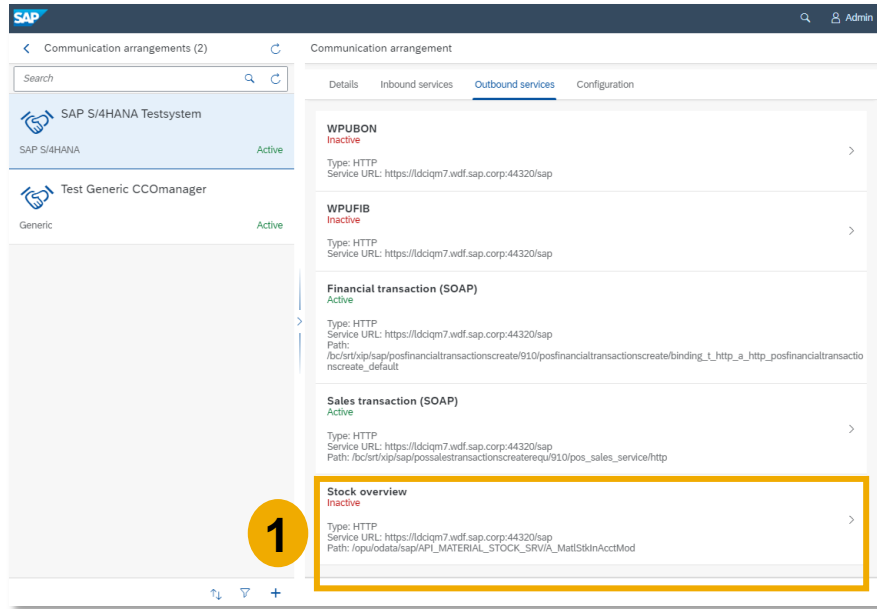 SAP
Admin
Communication arrangements (2)
Search
SAP S/4HANA Testsystem
SAP S/4HANA
Active
Test Generic CCOmanager
Generic
Active
Communication arrangement
Details
Inbound services
Outbound services
Configuration
WPUBON
Inactive
Type: HTTP
Service URL: https://ldciqm7.wdf.sap.corp:44320/sap
WPUFIB
Inactive
Type: HTTP
Service URL: https://ldciqm7.wdf.sap.corp:44320/sap
Financial transaction (SOAP)
Active
Type: HTTP
Service URL: https://ldciqm7.wdf.sap.corp:44320/sap
Path:
/bc/srt/xip/sap/posfinancialtransactionscreate/910/posfinancialtransactionscreate/binding_t_http_a_http_posfinancialtransactio
nscreate_default
Sales transaction (SOAP)
Active
Type: HTTP
Service URL: https://ldciqm7.wdf.sap.corp:44320/sap
Path: /bc/srt/xip/sap/possalestransactionscreaterequ/910/pos_sales_service/http
1
Stock overview
Inactive
Type: HTTP
Service URL: https://ldciqm7.wdf.sap.corp:44320/sap
Path: /opu/odata/sap/API_MATERIAL_STOCK_SRV/A_MatlStkInAcctMod